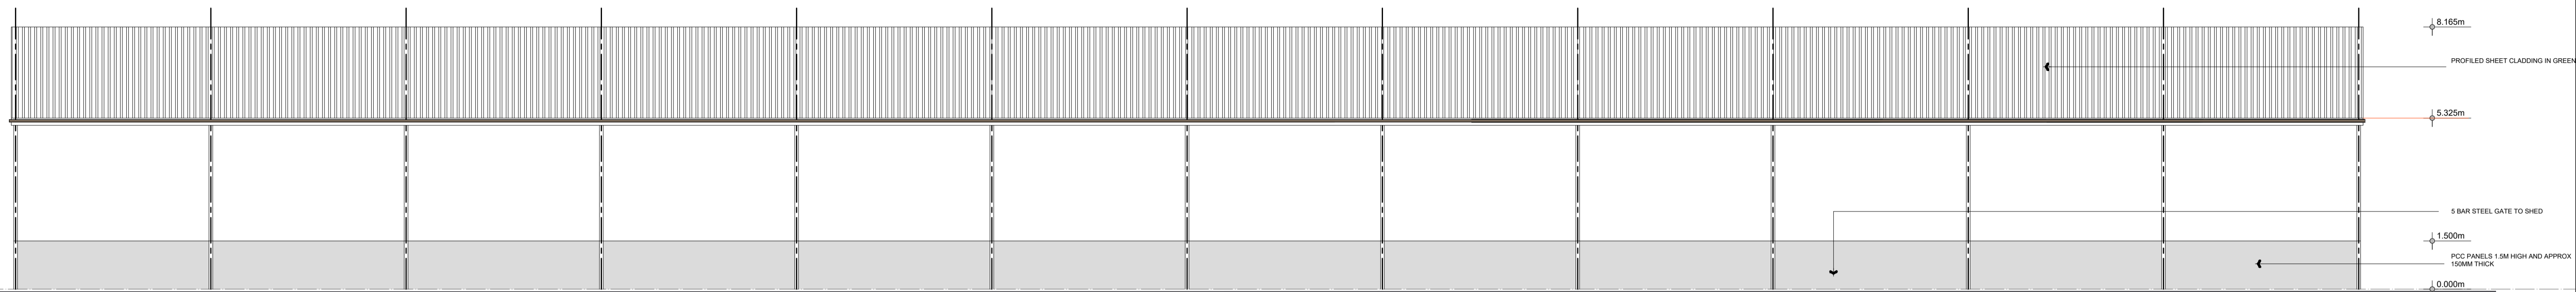 8.165m
PROFILED SHEET CLADDING IN GREEN
5.325m
5 BAR STEEL GATE TO SHED
1.500m
PCC PANELS 1.5M HIGH AND APPROX
150MM THICK
0.000m